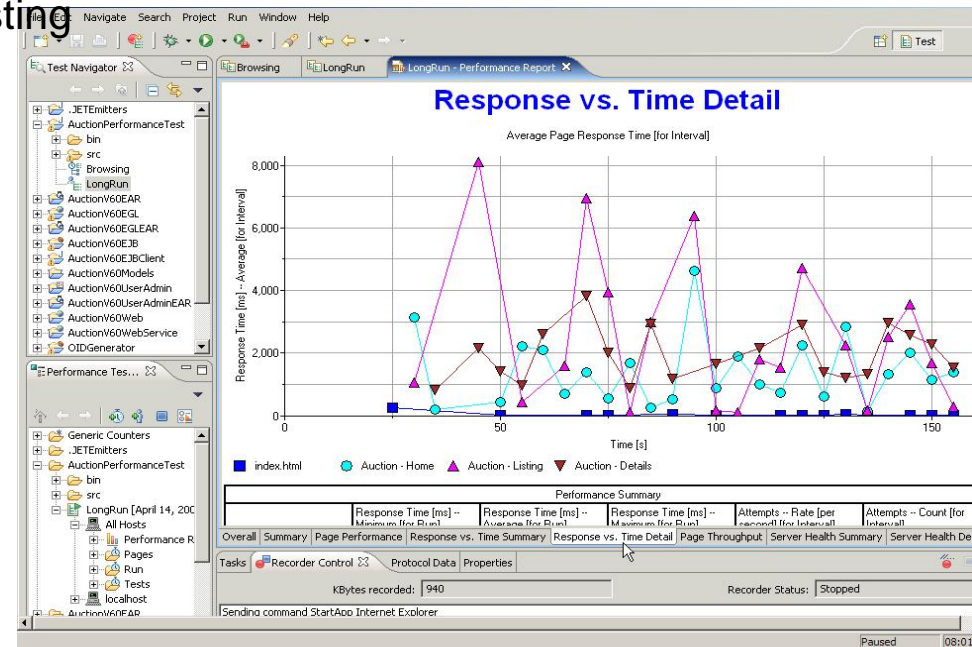 sting
File Edit Navigate Search Project Run Window Help
Test
Test Navigator
Browsing LongRun LongRun - Performance Report
.JETEmitters
AuctionPerformanceTest
bin
src
Browsing
LongRun
AuctionV60EAR
AuctionV60EGL
AuctionV60EGLEAR
AuctionV60EJB
AuctionV60EJBClient
AuctionV60Models
AuctionV60UserAdmin
AuctionV60UserAdminEAR
AuctionV60Web
AuctionV60WebService
OIDGenerator
Response vs. Time Detail
Average Page Response Time [for Interval]
Response Time [ms] -- Average [for Interval]
8,000
6,000
4,000
2,000
0
0 50 100 150
Time [s]
index.html Auction - Home Auction - Listing Auction - Details
Performance Summary
Response Time [ms] -- Response Time [ms] -- Response Time [ms] -- Attempts -- Rate [per Attempts -- Count [for
Minimum [for Run] Average [for Run] Maximum [for Run] second] [for Interval] Interval]
Overall Summary Page Performance Response vs. Time Summary Response vs. Time Detail Page Throughput Server Health Summary Server Health De
Performance Tes...
Generic Counters
.JETEmitters
AuctionPerformanceTest
bin
src
LongRun [April 14, 200
All Hosts
Performance R
Pages
Run
Tests
localhost
AuctionV60EAR
Tasks Recorder Control Protocol Data Properties
KBytes recorded: 940 Recorder Status: Stopped
Sending command StartApp Internet Explorer
Paused 08:01